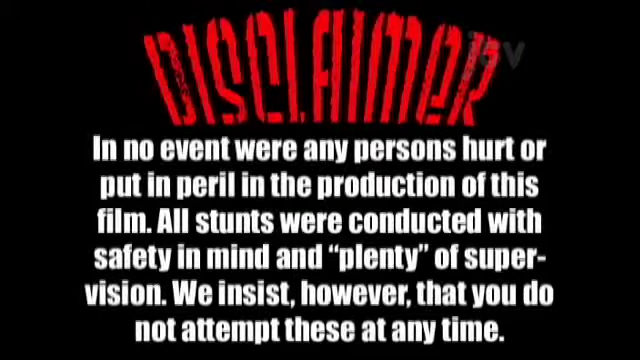 DISCLAIMER
In no event were any persons hurt or
put in peril in the production of this
film. All stunts were conducted with
safety in mind and “plenty” of super-
vision. We insist, however, that you do
not attempt these at any time.